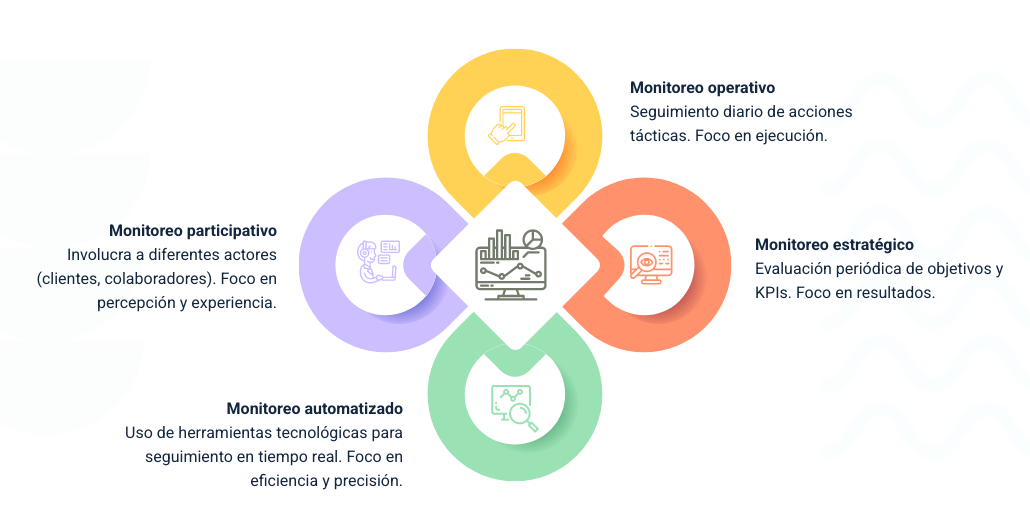 Monitoreo operativo
Seguimiento diario de acciones
tácticas. Foco en ejecución.
Monitoreo estratégico
Evaluación periódica de objetivos y
KPIs. Foco en resultados.
Monitoreo participativo
Involucra a diferentes actores
(clientes, colaboradores). Foco en
percepción y experiencia.
Monitoreo automatizado
Uso de herramientas tecnológicas para
seguimiento en tiempo real. Foco en
eficiencia y precisión.